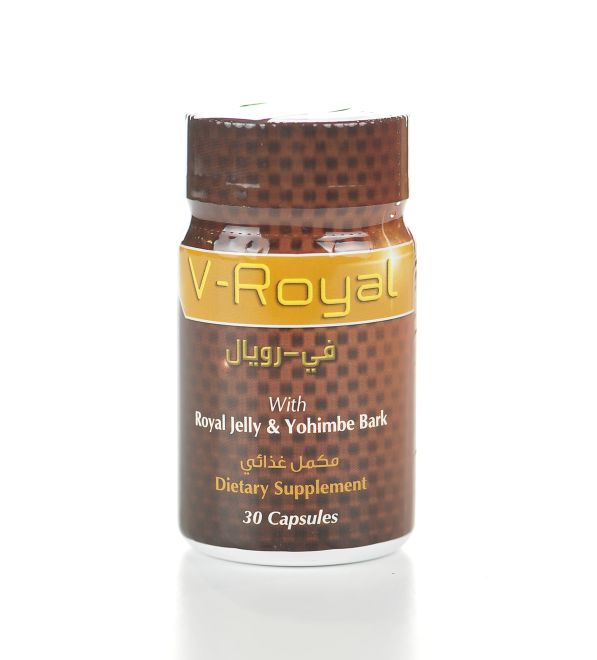 V-Royal
في-رويال
With
Royal Jelly & Yohimbe Bark
مكمل غذائي
Dietary Supplement
30 Capsules